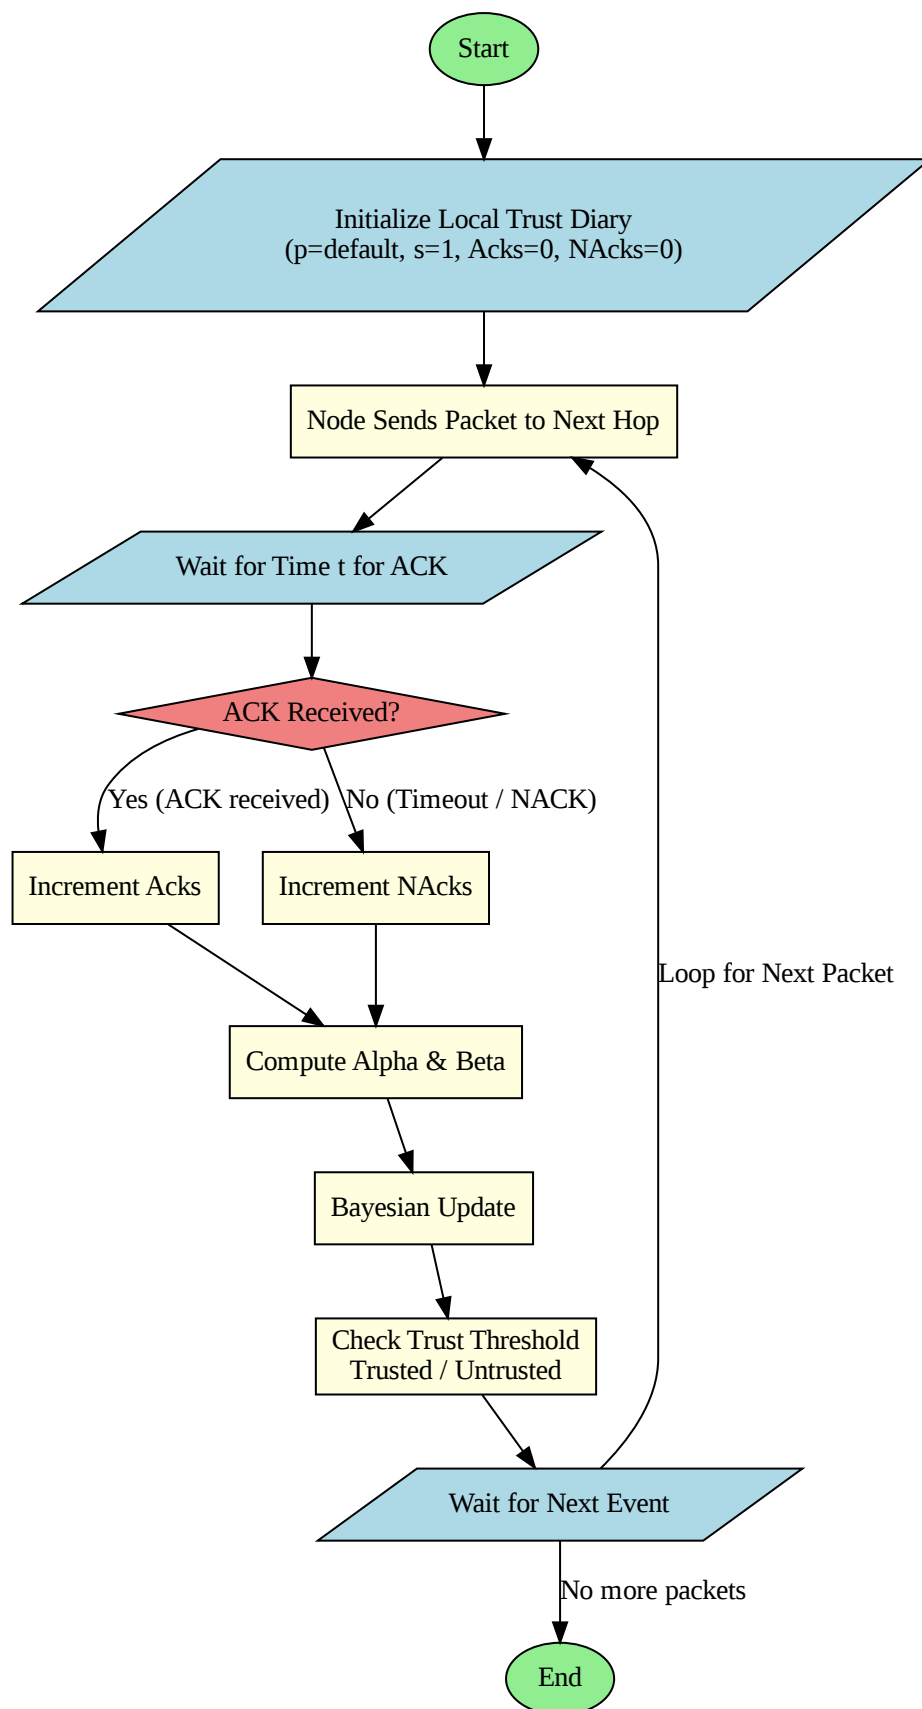 Start
Initialize Local Trust Diary
(p=default, s=1, Acks=0, NAcks=0)
Node Sends Packet to Next Hop
Wait for Time t for ACK
ACK Received?
Yes (ACK received)
No (Timeout / NACK)
Increment Acks
Increment NAcks
Loop for Next Packet
Compute Alpha & Beta
Bayesian Update
Check Trust Threshold
Trusted / Untrusted
Wait for Next Event
No more packets
End